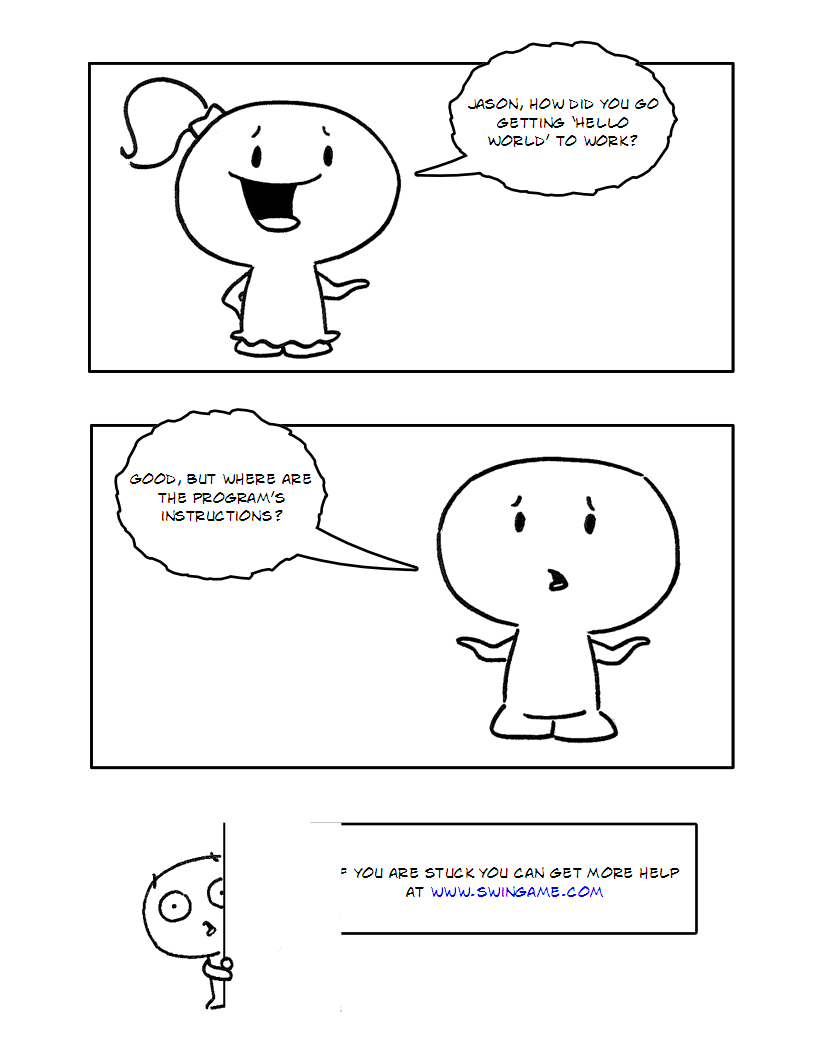 JASON, HOW DID YOU GO
GETTING 'HELLO
WORLD' TO WORK?
GOOD, BUT WHERE ARE
THE PROGRAM'S
INSTRUCTIONS?
F YOU ARE STUCK YOU CAN GET MORE HELP
AT WWW.SWINGAME.COM